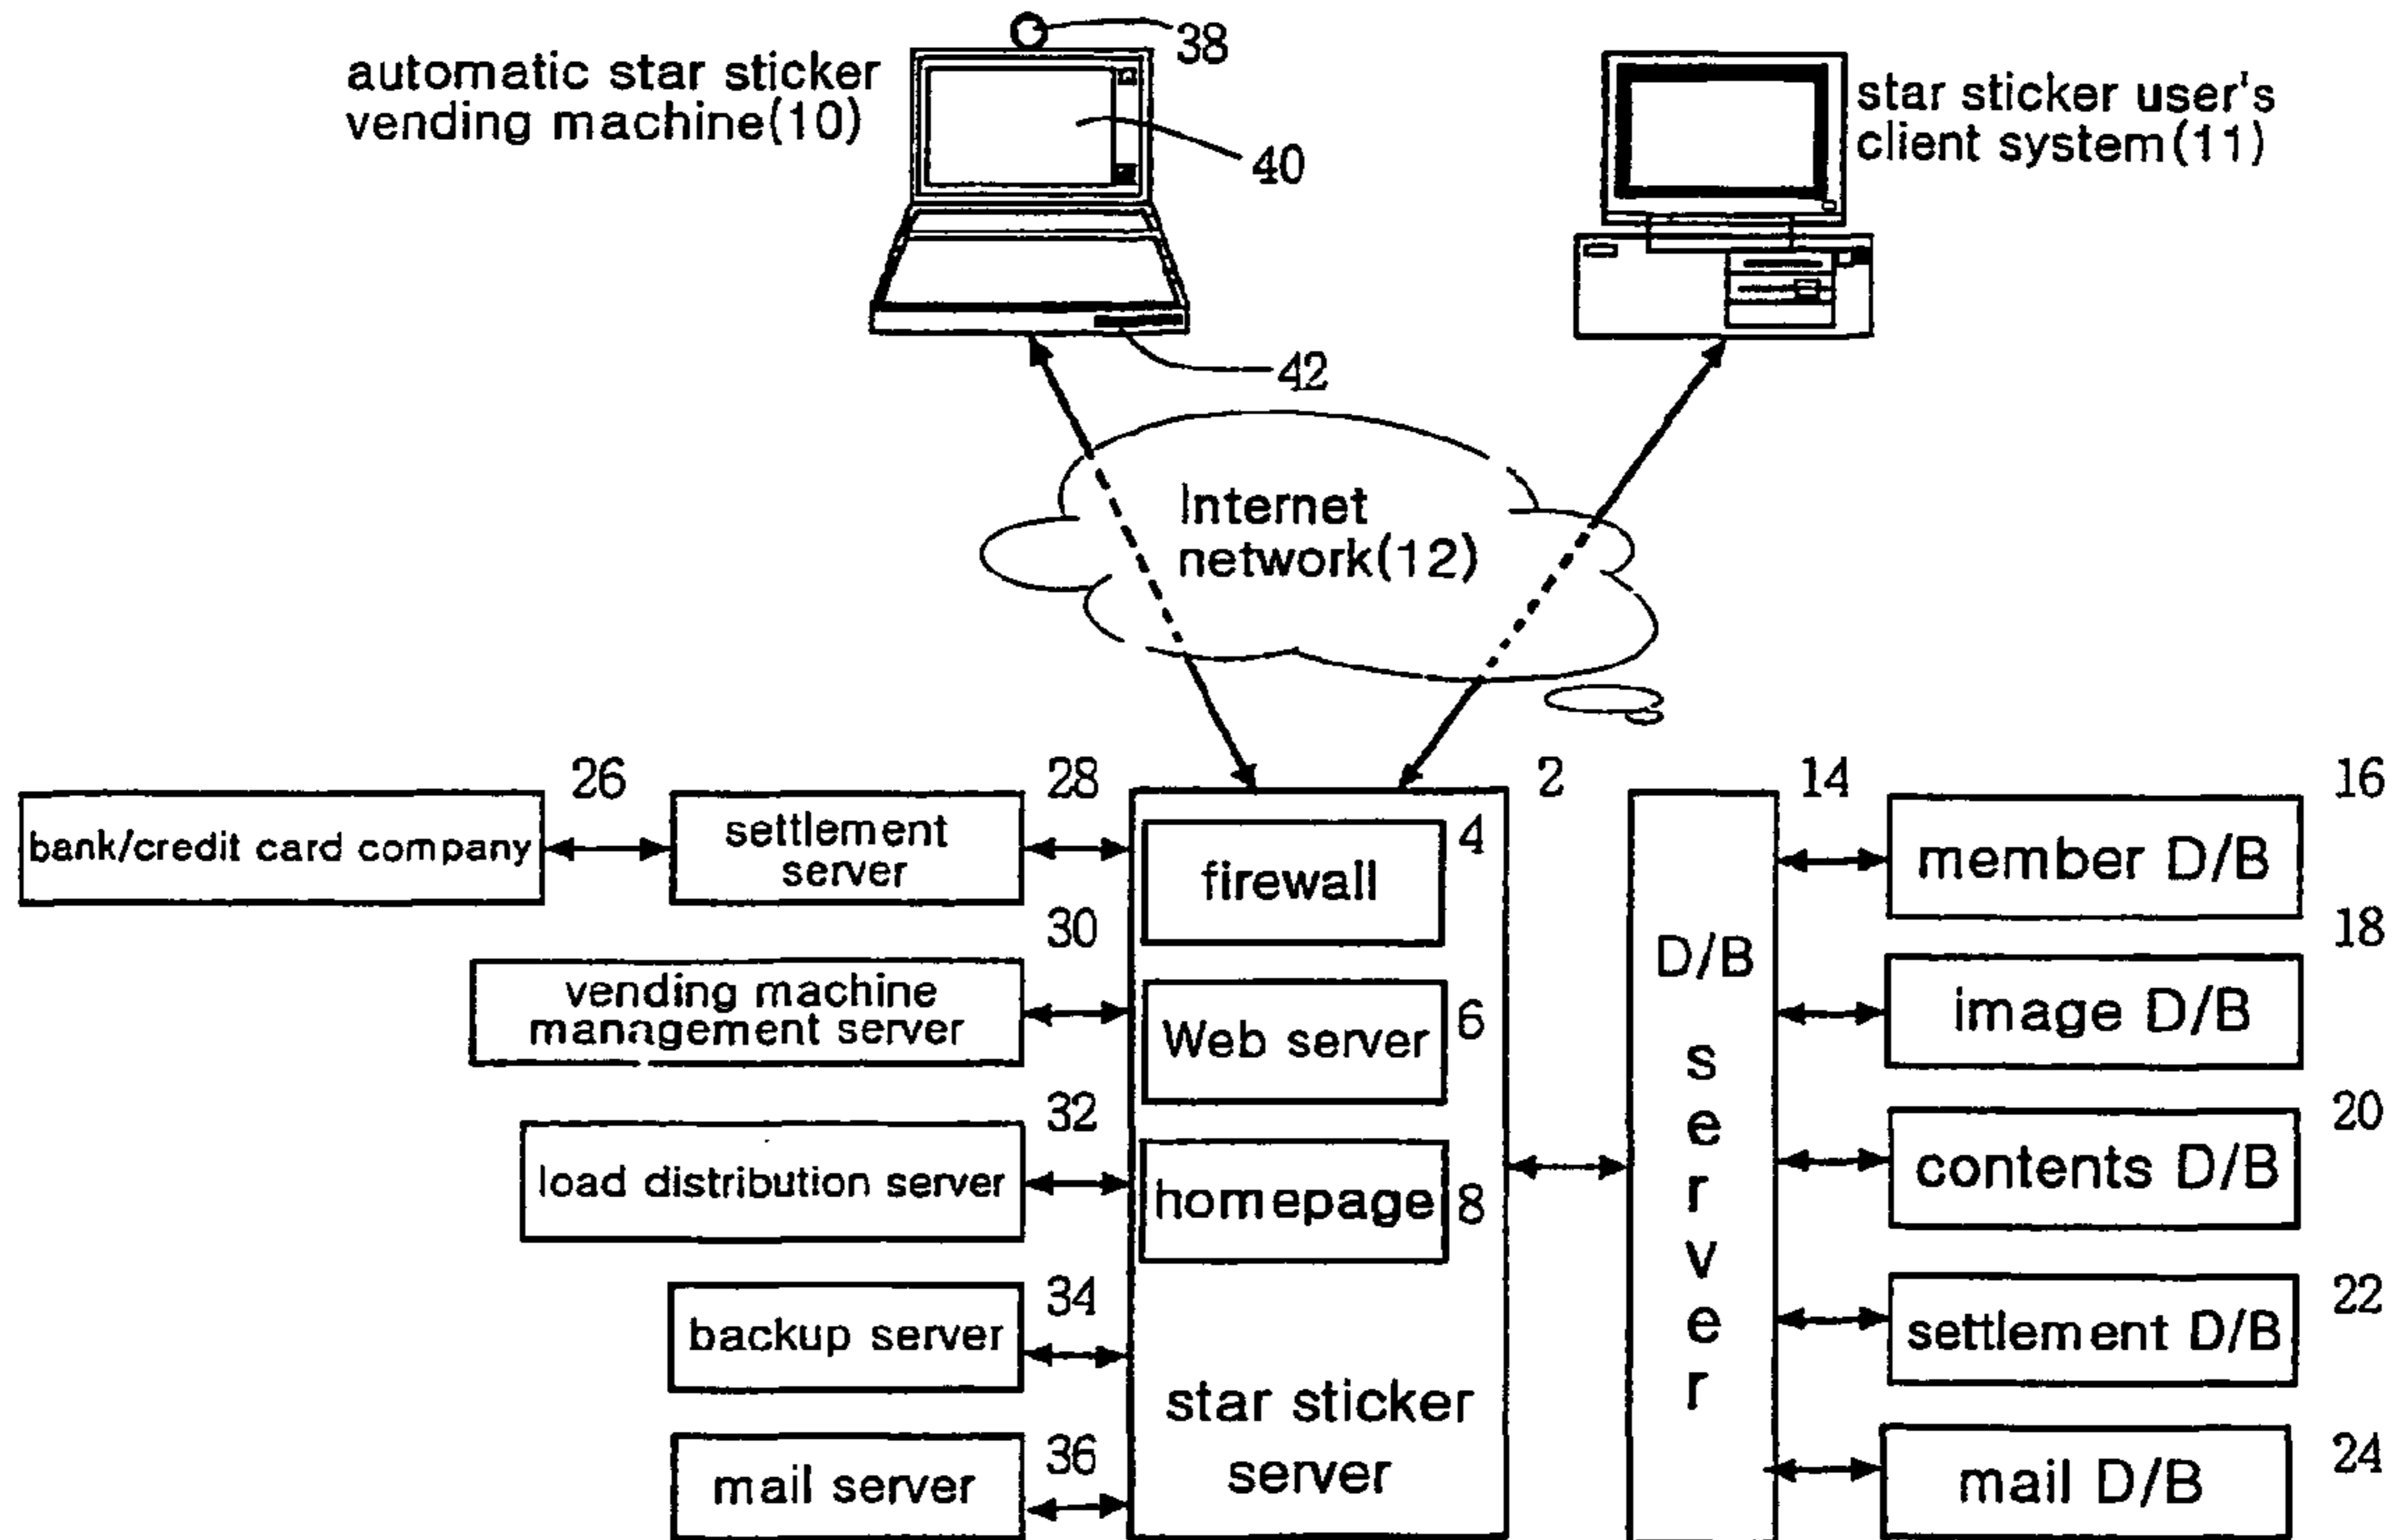 38
automatic star sticker
vending machine(10)
40
42
star sticker user's
client system(11)
Internet
network(12)
26
bank/credit card company
28
settlement
server
30
vending machine
management server
32
load distribution server
34
backup server
36
mail server
2
4
firewall
6
Web server
8
homepage
star sticker
server
14
D/B
server
16
member D/B
18
image D/B
20
contents D/B
22
settlement D/B
24
mail D/B